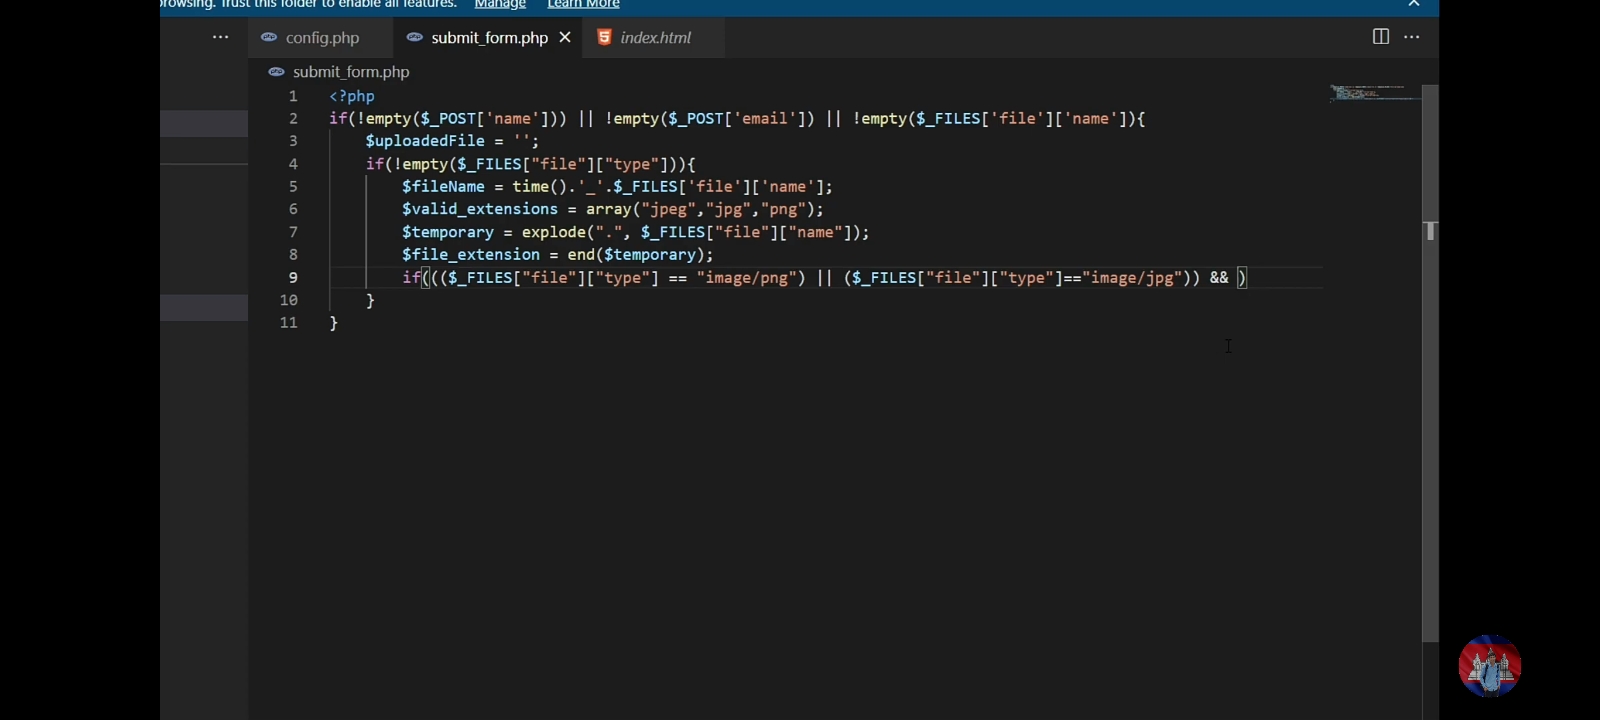 browsing. Trust this folder to enable all features. Manage Learn More
config.php submit_form.php index.html
submit_form.php
1 <?php
2 if(!empty($_POST['name'])) || !empty($_POST['email']) || !empty($_FILES['file']['name']){
3 $uploadedFile = '';
4 if(!empty($_FILES["file"]["type"])){
5 $fileName = time().'_'.$_FILES['file']['name'];
6 $valid_extensions = array("jpeg","jpg","png");
7 $temporary = explode(".", $_FILES["file"]["name"]);
8 $file_extension = end($temporary);
9 if((($_FILES["file"]["type"] == "image/png") || ($_FILES["file"]["type"]=="image/jpg")) && )
10 }
11 }